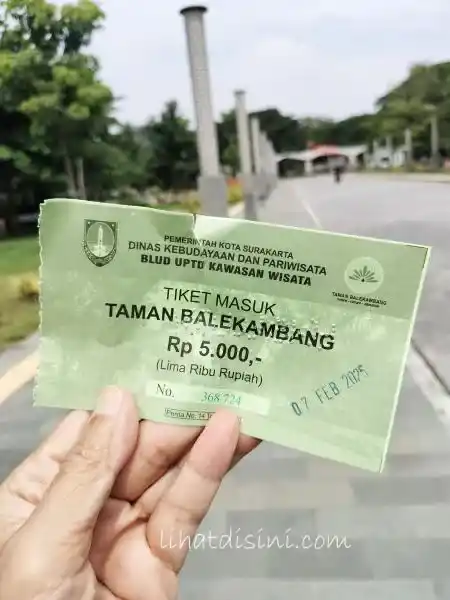 PEMERINTAH KOTA SURAKARTA
DINAS KEBUDAYAAN DAN PARIWISATA
BLUD UPTD KAWASAN WISATA
TAMAN BALEKAMBANG
TIKET MASUK
TAMAN BALEKAMBANG
Rp 5.000,-
(Lima Ribu Rupiah)
No. 368724
07 FEB 2025
lihatdisini.com